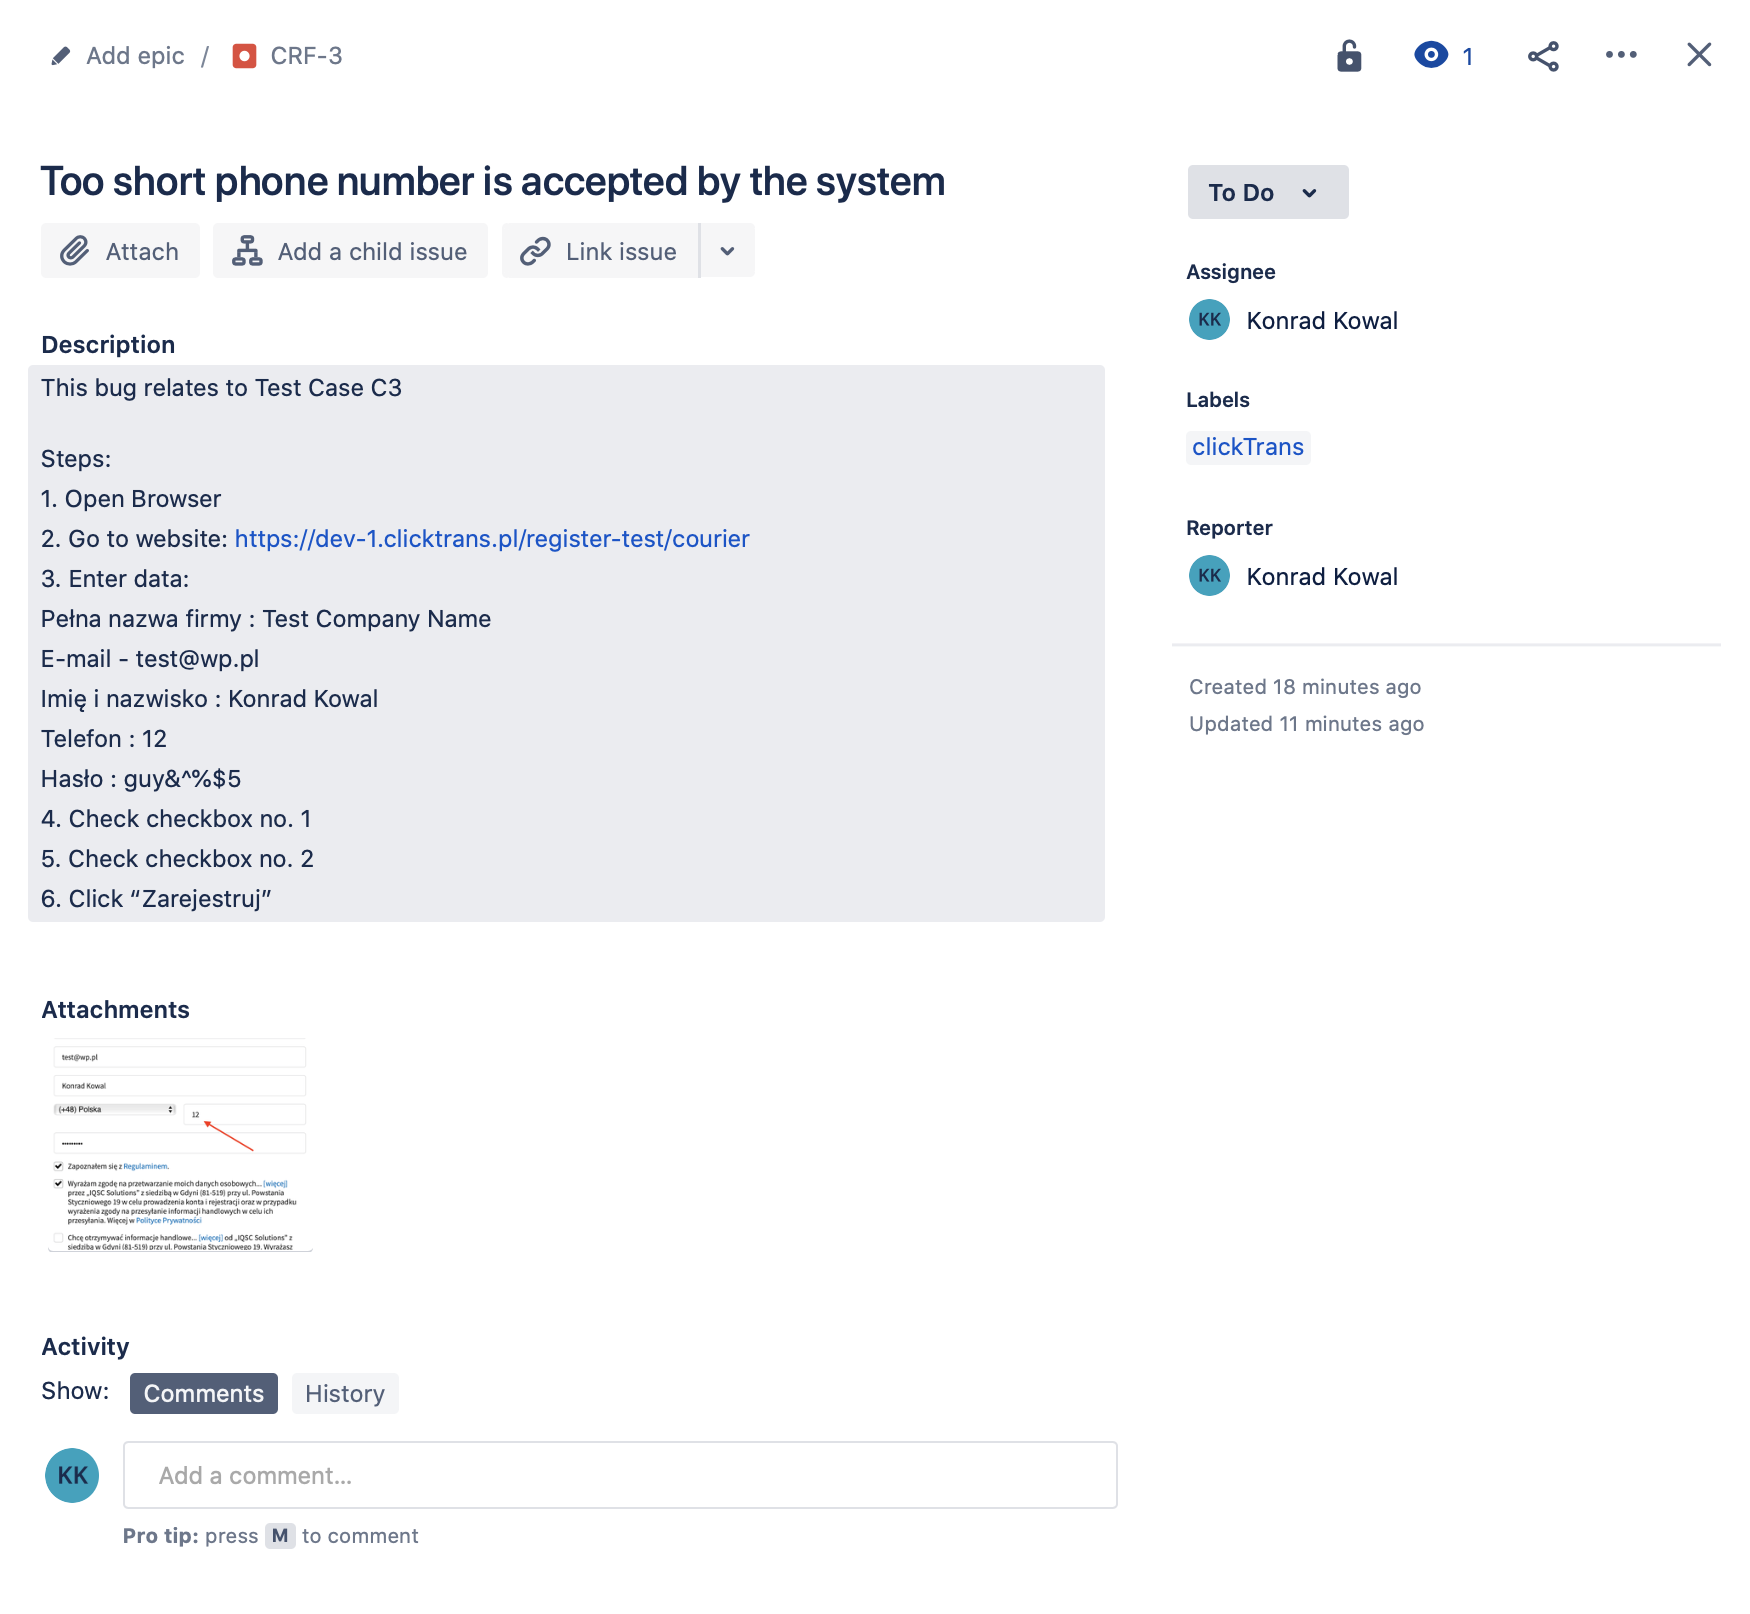 Add epic / CRF-3
1
Too short phone number is accepted by the system
Attach
Add a child issue
Link issue
Description
This bug relates to Test Case C3
Steps:
1. Open Browser
2. Go to website: https://dev-1.clicktrans.pl/register-test/courier
3. Enter data:
Pełna nazwa firmy : Test Company Name
E-mail - test@wp.pl
Imię i nazwisko : Konrad Kowal
Telefon : 12
Hasło : guy&^%$5
4. Check checkbox no. 1
5. Check checkbox no. 2
6. Click “Zarejestruj”
Attachments
test@wp.pl
Konrad Kowal
(+48) Polska
12
•••••••••
Zapoznałem się z Regulaminem.
Wyrażam zgodę na przetwarzanie moich danych osobowych... [więcej]
przez „IQSC Solutions” z siedzibą w Gdyni (81-519) przy ul. Powstania
Styczniowego 19 w celu prowadzenia konta i rejestracji oraz w przypadku
wyrażenia zgody na przesyłanie informacji handlowych w celu ich
przesyłania. Więcej w Polityce Prywatności
Chcę otrzymywać informacje handlowe... [więcej] od „IQSC Solutions” z
siedzibą w Gdyni (81-519) przy ul. Powstania Styczniowego 19. Wyrażasz
Activity
Show: Comments History
KK
Add a comment...
Pro tip: press M to comment
To Do
Assignee
KK Konrad Kowal
Labels
clickTrans
Reporter
KK Konrad Kowal
Created 18 minutes ago
Updated 11 minutes ago